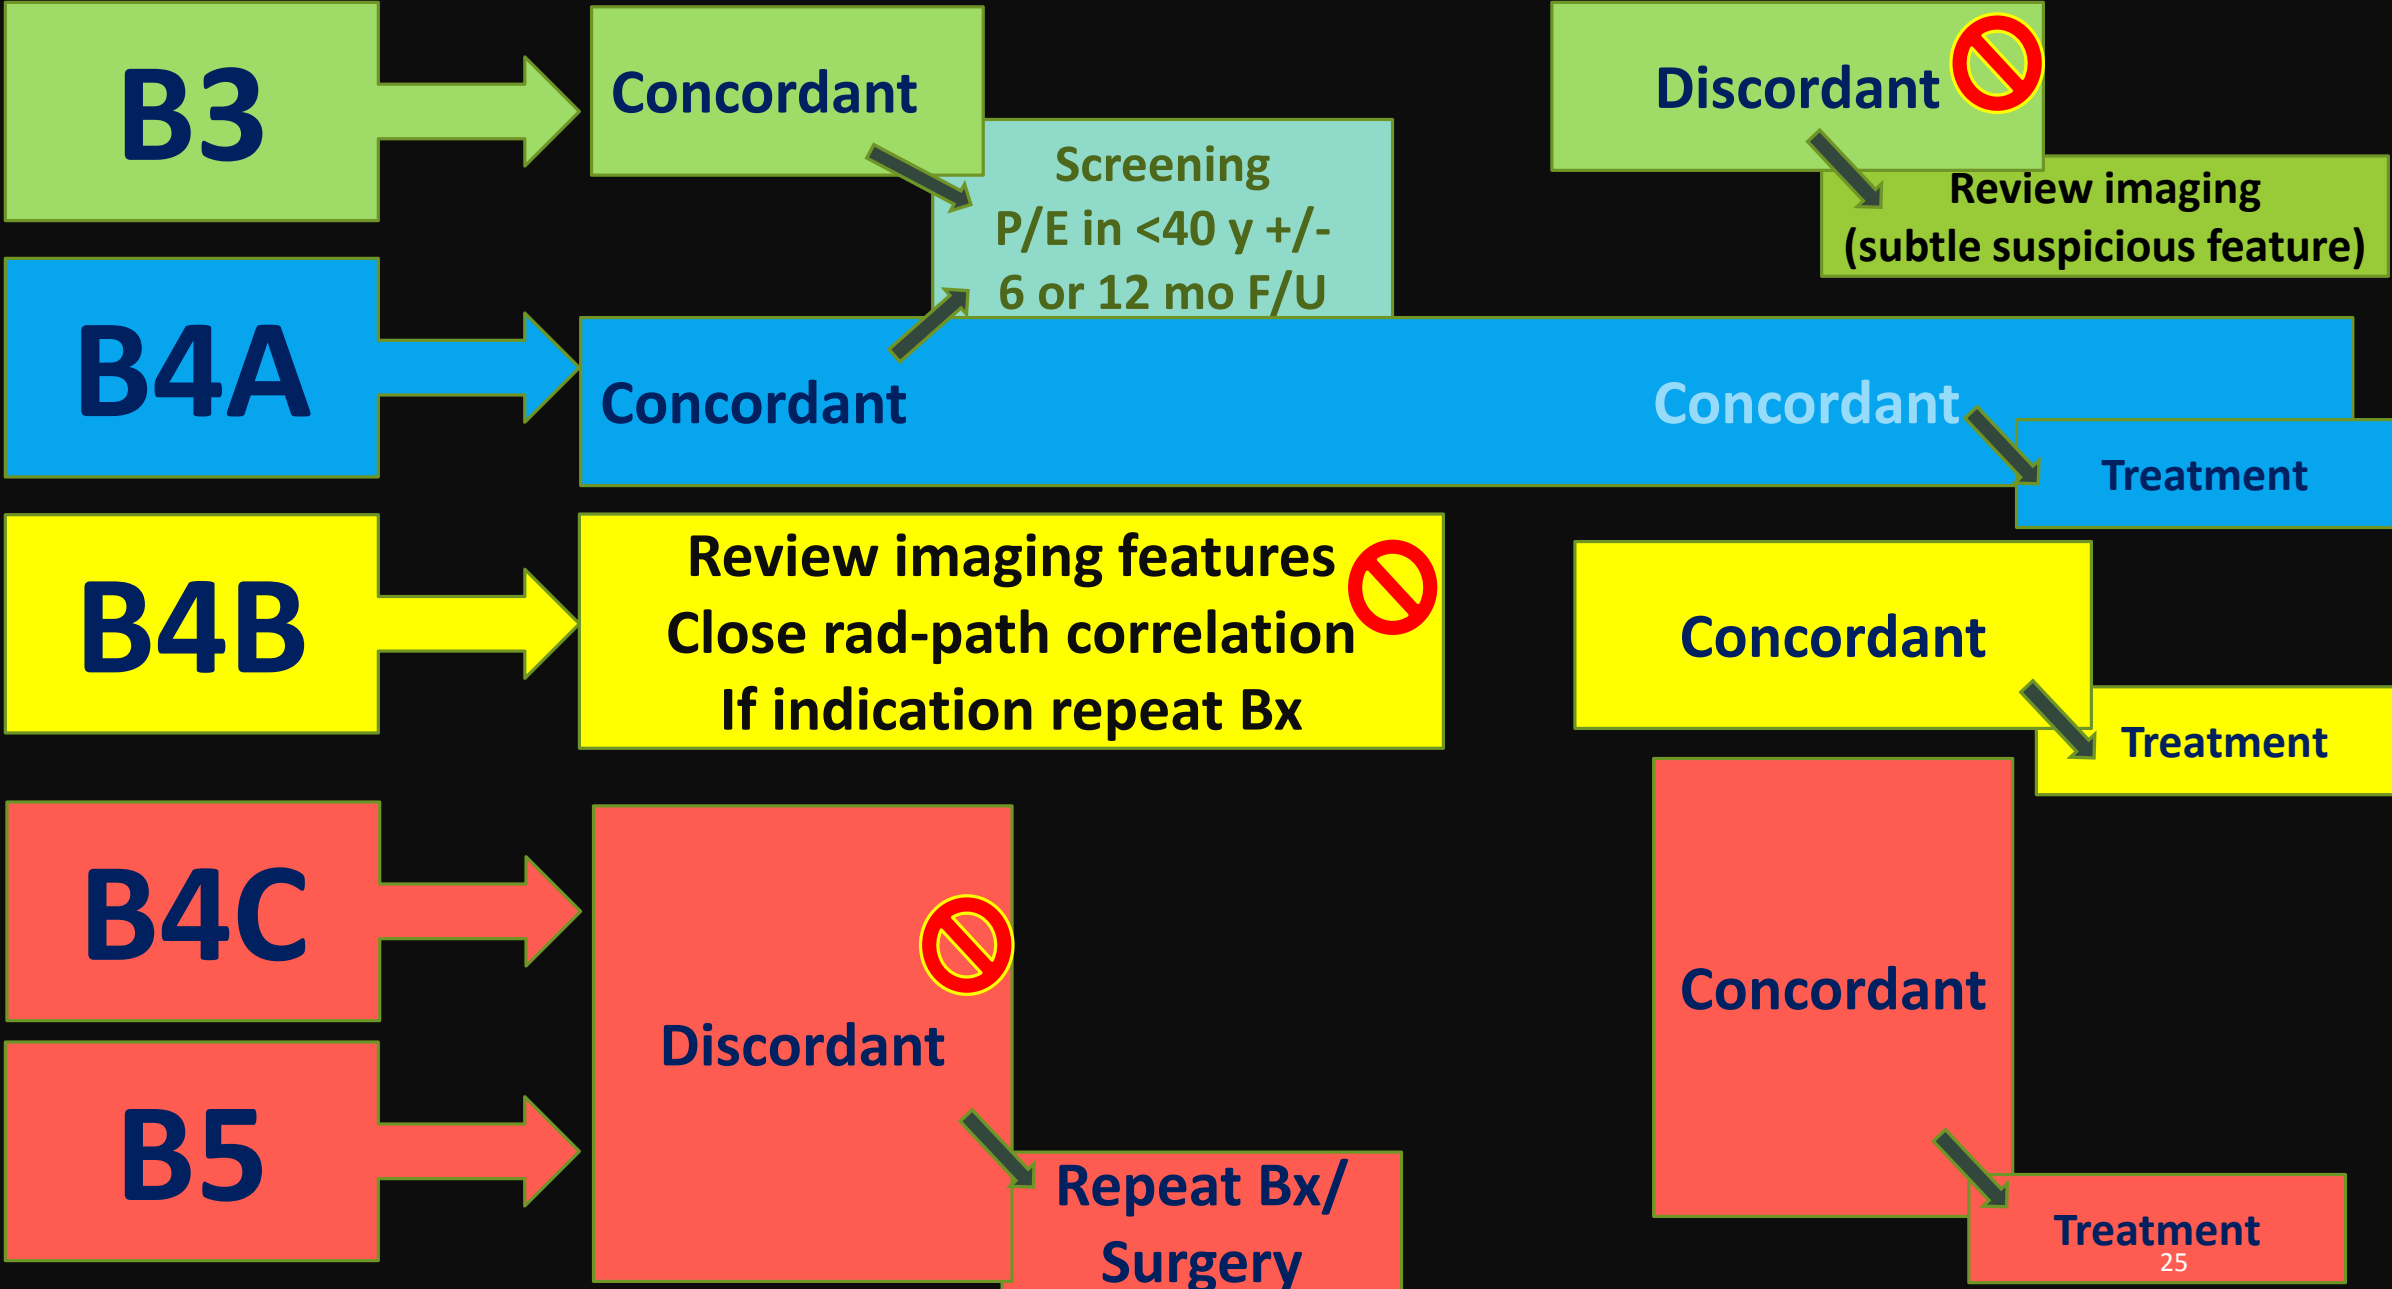 B3
Concordant
Screening
P/E in <40 y +/-
6 or 12 mo F/U
Discordant
Review imaging
(subtle suspicious feature)
B4A
Concordant
Concordant
Treatment
B4B
Review imaging features
Close rad-path correlation
If indication repeat Bx
Concordant
Treatment
B4C
B5
Discordant
Repeat Bx/
Surgery
Concordant
Treatment
25